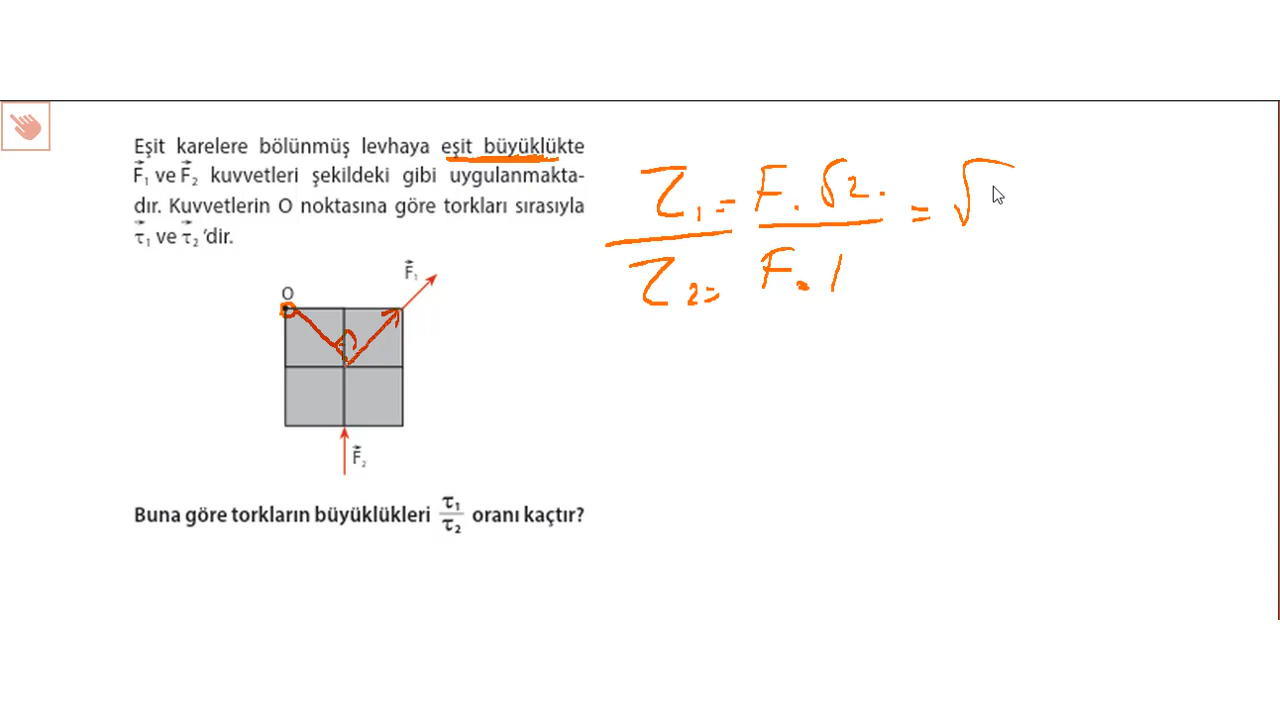 Eşit karelere bölünmüş levhaya eşit büyüklükte
F₁ ve F₂ kuvvetleri şekildeki gibi uygulanmakta-
dır. Kuvvetlerin O noktasına göre torkları sırasıyla
τ₁ ve τ₂ 'dir.
F₁
O
F₂
Buna göre torkların büyüklükleri τ₁/τ₂ oranı kaçtır?
τ₁ = F . √2 . = √
τ₂ = F . 1